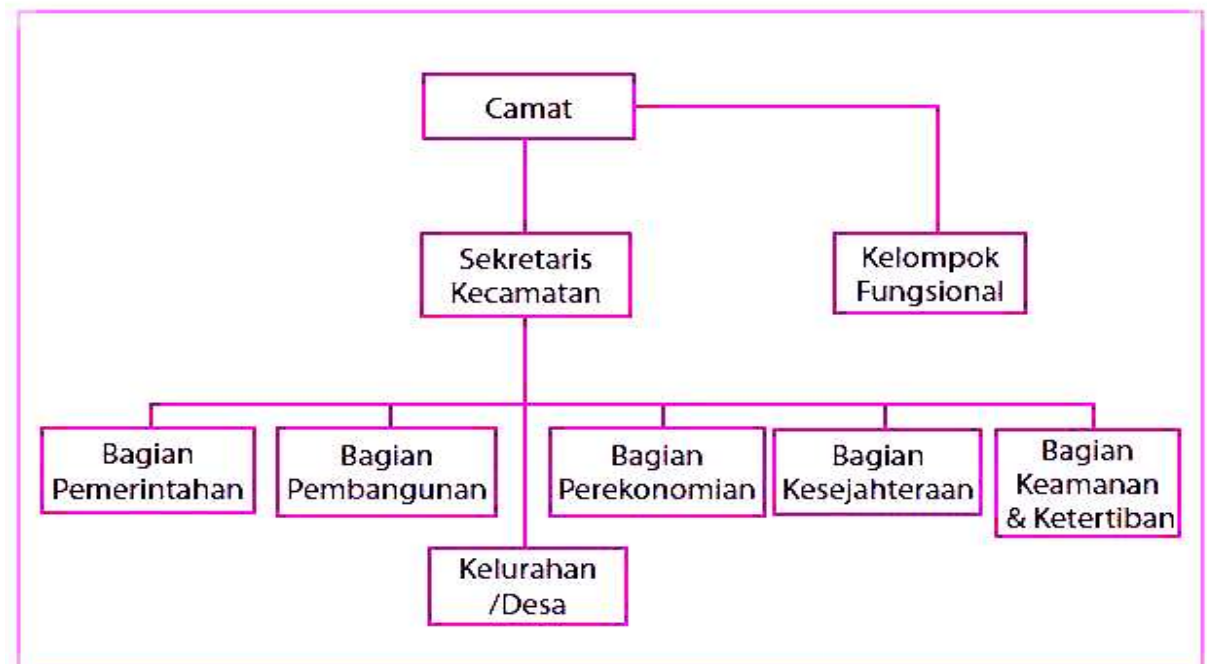 Camat
Sekretaris
Kecamatan
Kelompok
Fungsional
Bagian
Pemerintahan
Bagian
Pembangunan
Bagian
Perekonomian
Bagian
Kesejahteraan
Bagian
Keamanan
& Ketertiban
Kelurahan
/Desa